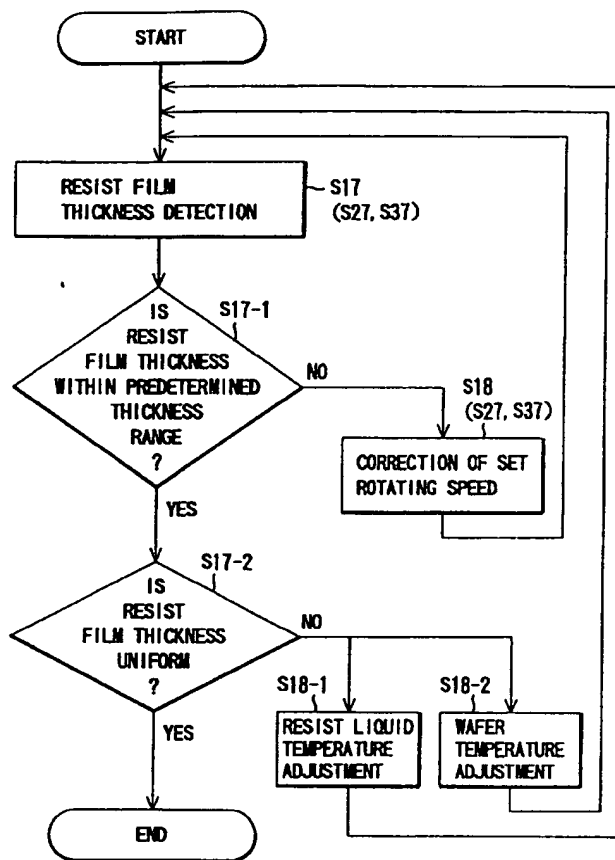 START
RESIST FILM
THICKNESS DETECTION
S17
(S27, S37)
S17-1
IS
RESIST
FILM THICKNESS
WITHIN PREDETERMINED
THICKNESS
RANGE
?
NO
YES
S18
(S27, S37)
CORRECTION OF SET
ROTATING SPEED
S17-2
IS
RESIST
FILM THICKNESS
UNIFORM
?
NO
YES
S18-1
RESIST LIQUID
TEMPERATURE
ADJUSTMENT
S18-2
WAFER
TEMPERATURE
ADJUSTMENT
END